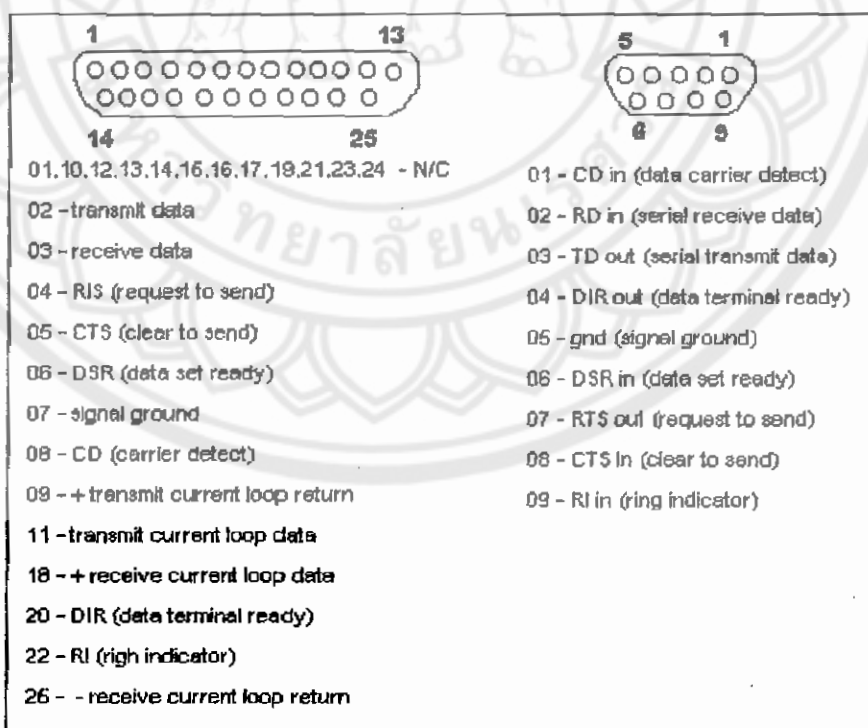 1 13
14 25
01,10,12,13,14,15,16,17,19,21,23,24 - N/C
02 - transmit data
03 - receive data
04 - RIS (request to send)
05 - CTS (clear to send)
06 - DSR (data set ready)
07 - signal ground
08 - CD (carrier detect)
09 - + transmit current loop return
11 - transmit current loop data
18 - + receive current loop data
20 - DIR (data terminal ready)
22 - RI (righ indicator)
26 - - receive current loop return
5 1
6 9
01 - CD in (data carrier detect)
02 - RD in (serial receive data)
03 - TD out (serial transmit data)
04 - DIR out (data terminal ready)
05 - gnd (signal ground)
06 - DSR in (data set ready)
07 - RTS out (request to send)
08 - CTS in (clear to send)
09 - RI in (ring indicator)